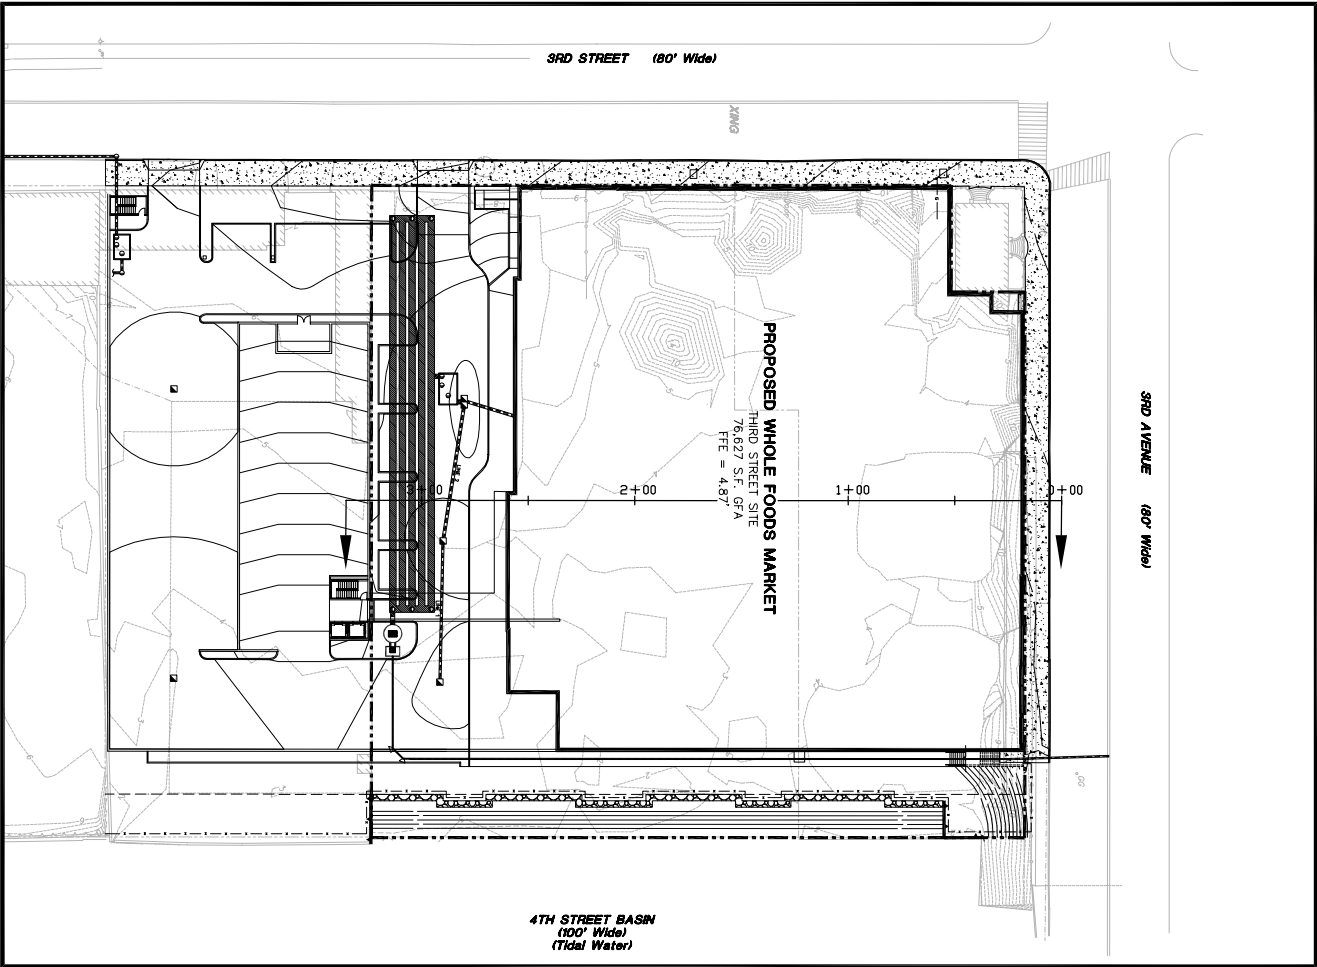 3RD STREET (80' Wide)
XING
PROPOSED WHOLE FOODS MARKET
THIRD STREET SITE
76,627 S.F. GFA
FFE = 4.87'
3+00
2+00
1+00
0+00
3RD AVENUE (80' Wide)
4TH STREET BASIN
(100' Wide)
(Tidal Water)